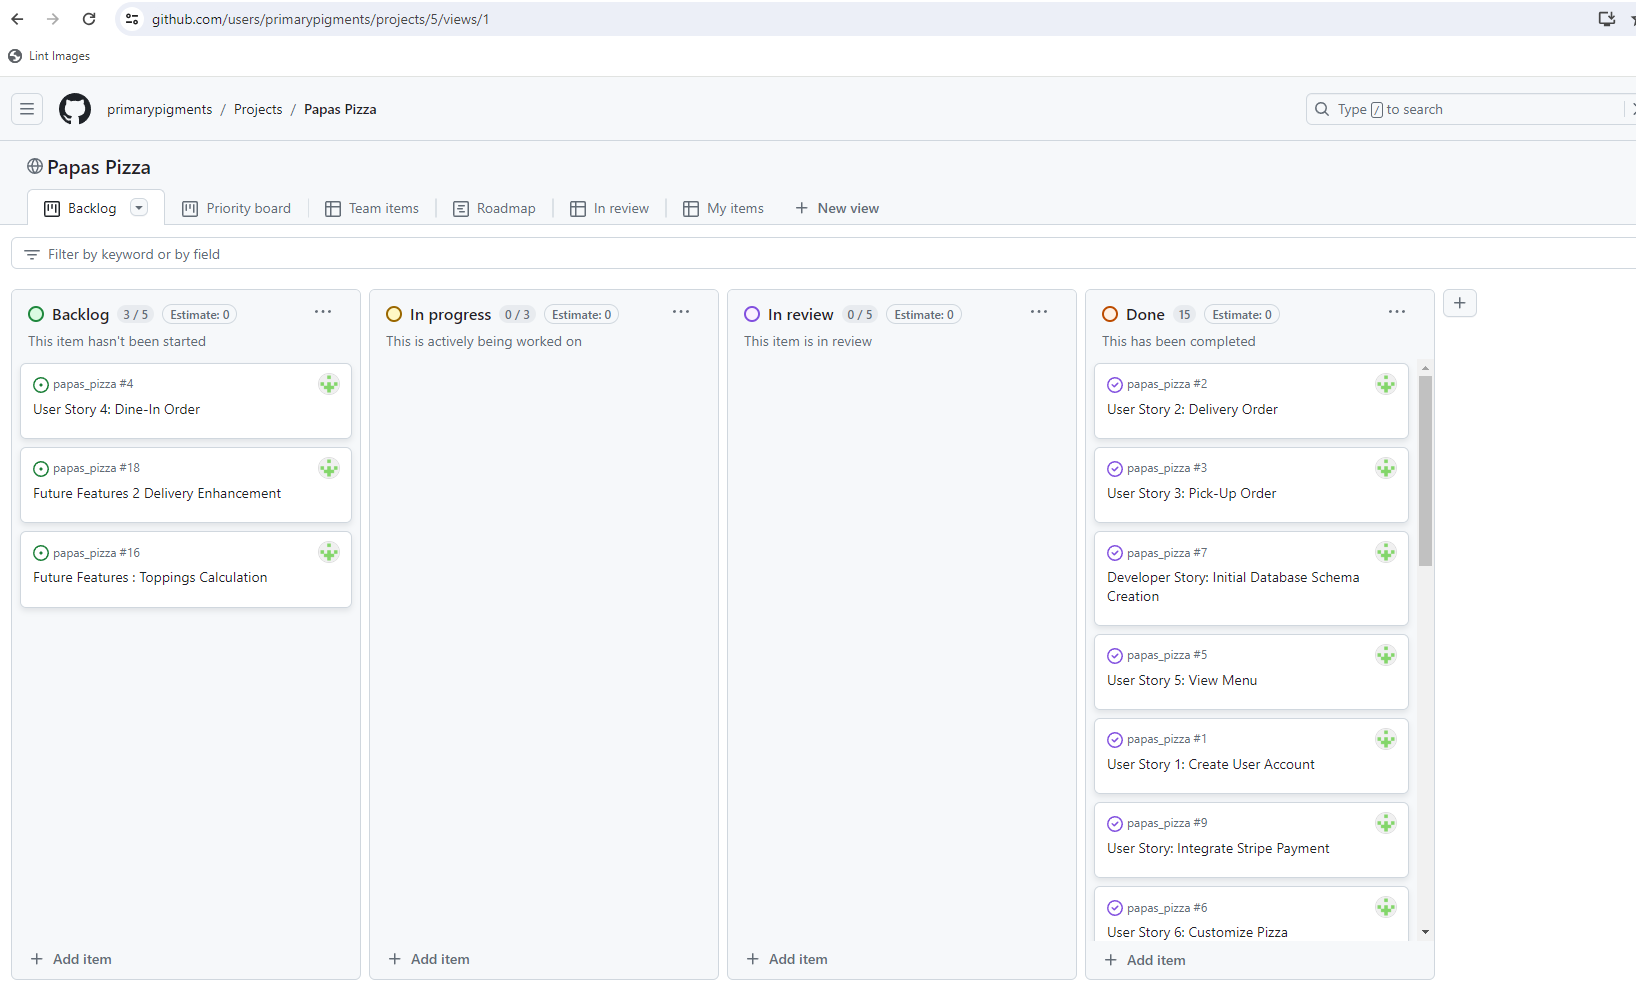 github.com/users/primarypigments/projects/5/views/1
Lint Images
primarypigments / Projects / Papas Pizza
Type / to search
Papas Pizza
Backlog Priority board Team items Roadmap In review My items + New view
Filter by keyword or by field
Backlog 3 / 5 Estimate: 0
This item hasn't been started
papas_pizza #4
User Story 4: Dine-In Order
papas_pizza #18
Future Features 2 Delivery Enhancement
papas_pizza #16
Future Features : Toppings Calculation
+ Add item
In progress 0 / 3 Estimate: 0
This is actively being worked on
+ Add item
In review 0 / 5 Estimate: 0
This item is in review
+ Add item
Done 15 Estimate: 0
This has been completed
papas_pizza #2
User Story 2: Delivery Order
papas_pizza #3
User Story 3: Pick-Up Order
papas_pizza #7
Developer Story: Initial Database Schema
Creation
papas_pizza #5
User Story 5: View Menu
papas_pizza #1
User Story 1: Create User Account
papas_pizza #9
User Story: Integrate Stripe Payment
papas_pizza #6
User Story 6: Customize Pizza
+ Add item